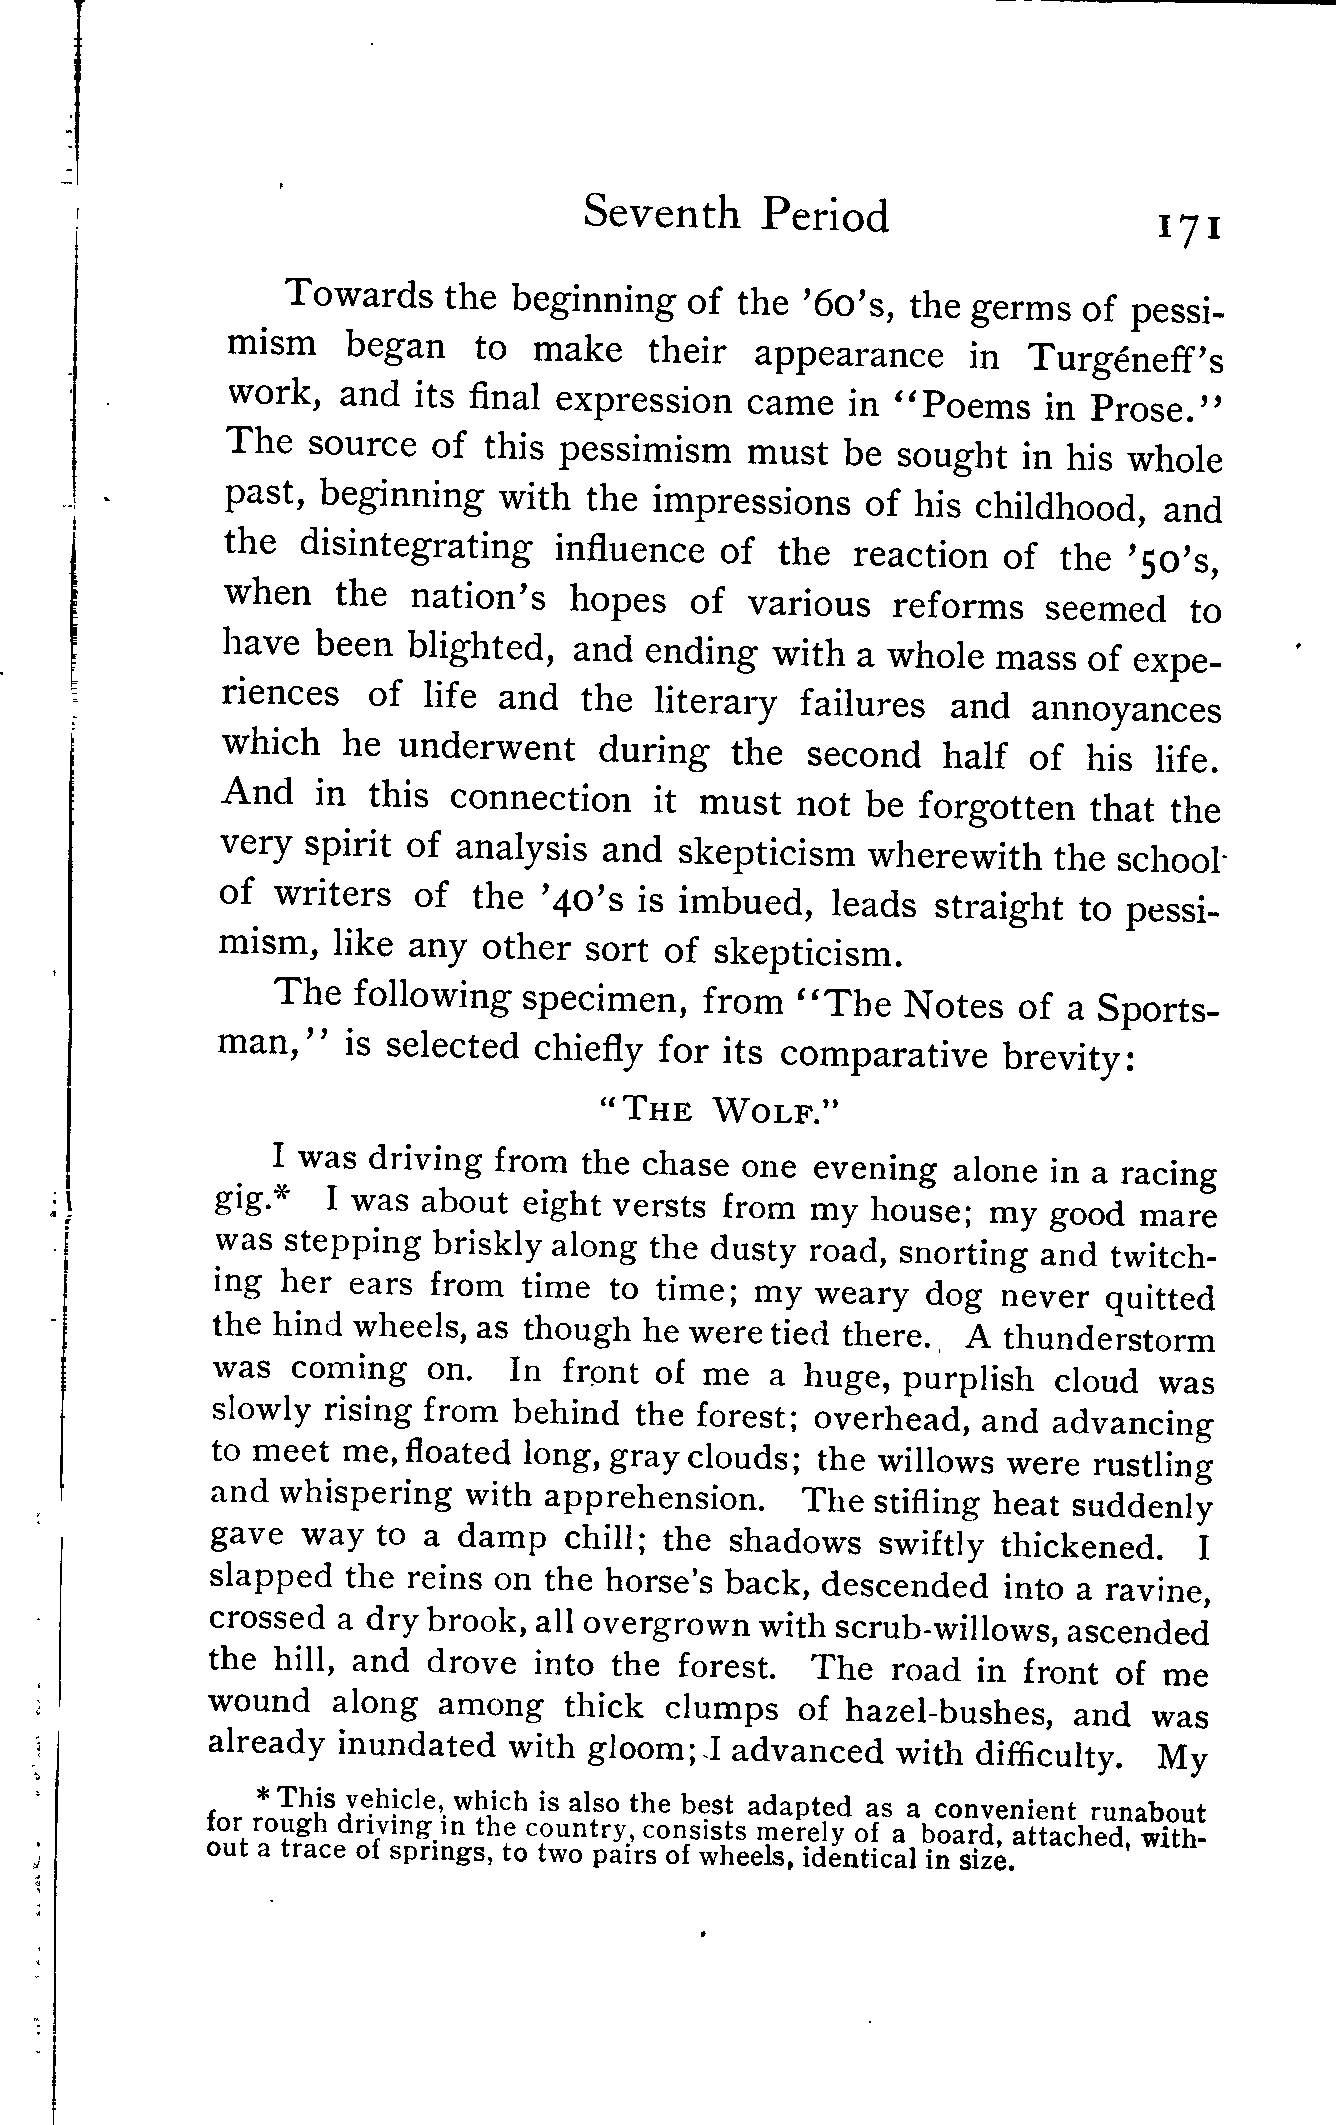 Seventh Period 171
Towards the beginning of the ’60’s, the germs of pessi-
mism began to make their appearance in Turgéneff’s
work, and its final expression came in “Poems in Prose.”
The source of this pessimism must be sought in his whole
past, beginning with the impressions of his childhood, and
the disintegrating influence of the reaction of the ’50’s,
when the nation’s hopes of various reforms seemed to
have been blighted, and ending with a whole mass of expe-
riences of life and the literary failures and annoyances
which he underwent during the second half of his life.
And in this connection it must not be forgotten that the
very spirit of analysis and skepticism wherewith the school
of writers of the ’40’s is imbued, leads straight to pessi-
mism, like any other sort of skepticism.
The following specimen, from “The Notes of a Sports-
man,” is selected chiefly for its comparative brevity:
“THE WOLF.”
I was driving from the chase one evening alone in a racing
gig.* I was about eight versts from my house; my good mare
was stepping briskly along the dusty road, snorting and twitch-
ing her ears from time to time; my weary dog never quitted
the hind wheels, as though he were tied there. A thunderstorm
was coming on. In front of me a huge, purplish cloud was
slowly rising from behind the forest; overhead, and advancing
to meet me, floated long, gray clouds; the willows were rustling
and whispering with apprehension. The stifling heat suddenly
gave way to a damp chill; the shadows swiftly thickened. I
slapped the reins on the horse’s back, descended into a ravine,
crossed a dry brook, all overgrown with scrub-willows, ascended
the hill, and drove into the forest. The road in front of me
wound along among thick clumps of hazel-bushes, and was
already inundated with gloom; I advanced with difficulty. My
* This vehicle, which is also the best adapted as a convenient runabout
for rough driving in the country, consists merely of a board, attached, with-
out a trace of springs, to two pairs of wheels, identical in size.